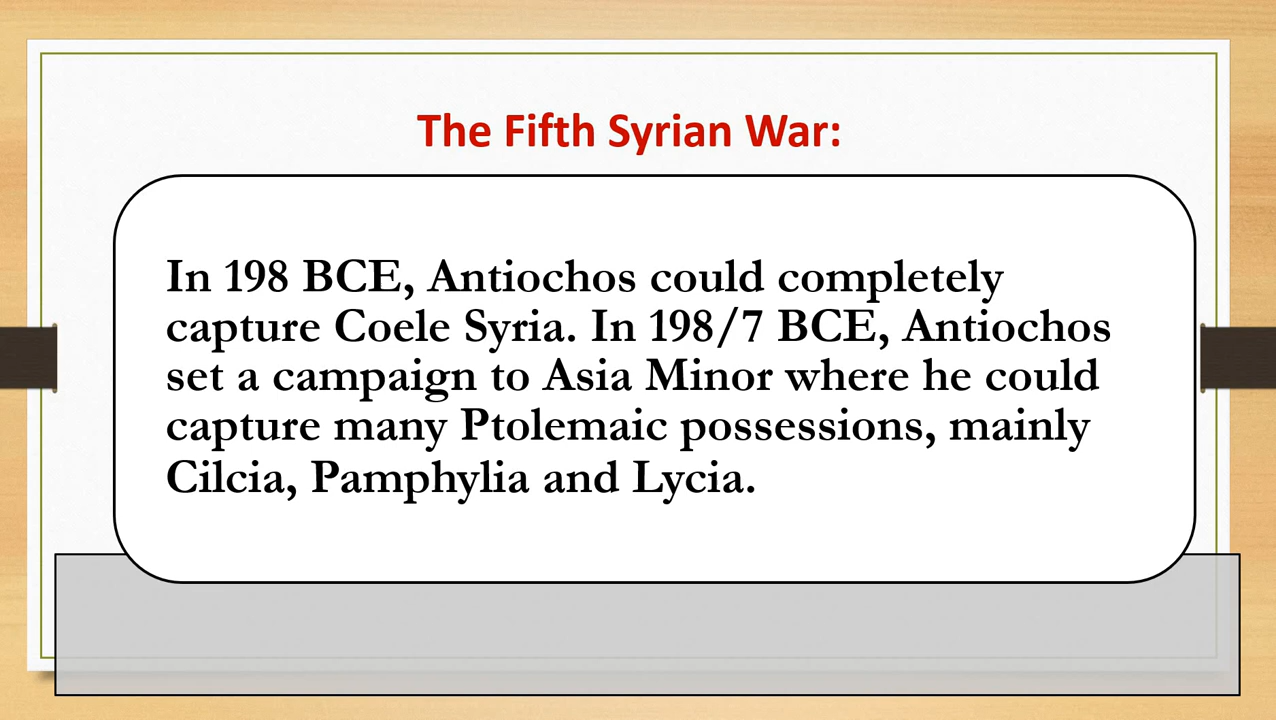 The Fifth Syrian War:
In 198 BCE, Antiochos could completely
capture Coele Syria. In 198/7 BCE, Antiochos
set a campaign to Asia Minor where he could
capture many Ptolemaic possessions, mainly
Cilcia, Pamphylia and Lycia.